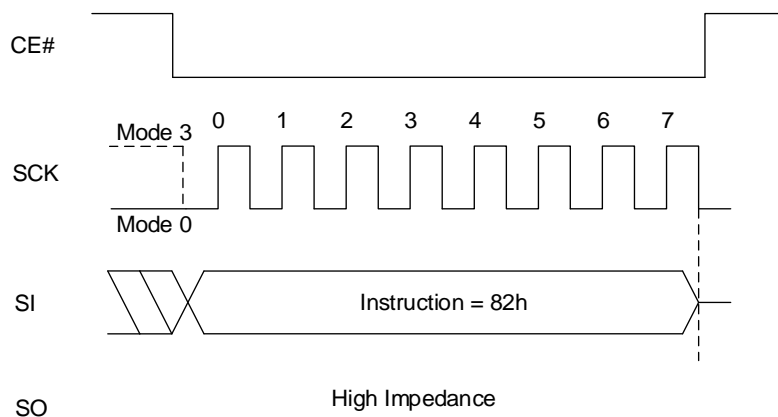 CE#
0 1 2 3 4 5 6 7
Mode 3
SCK
Mode 0
SI
Instruction = 82h
SO
High Impedance